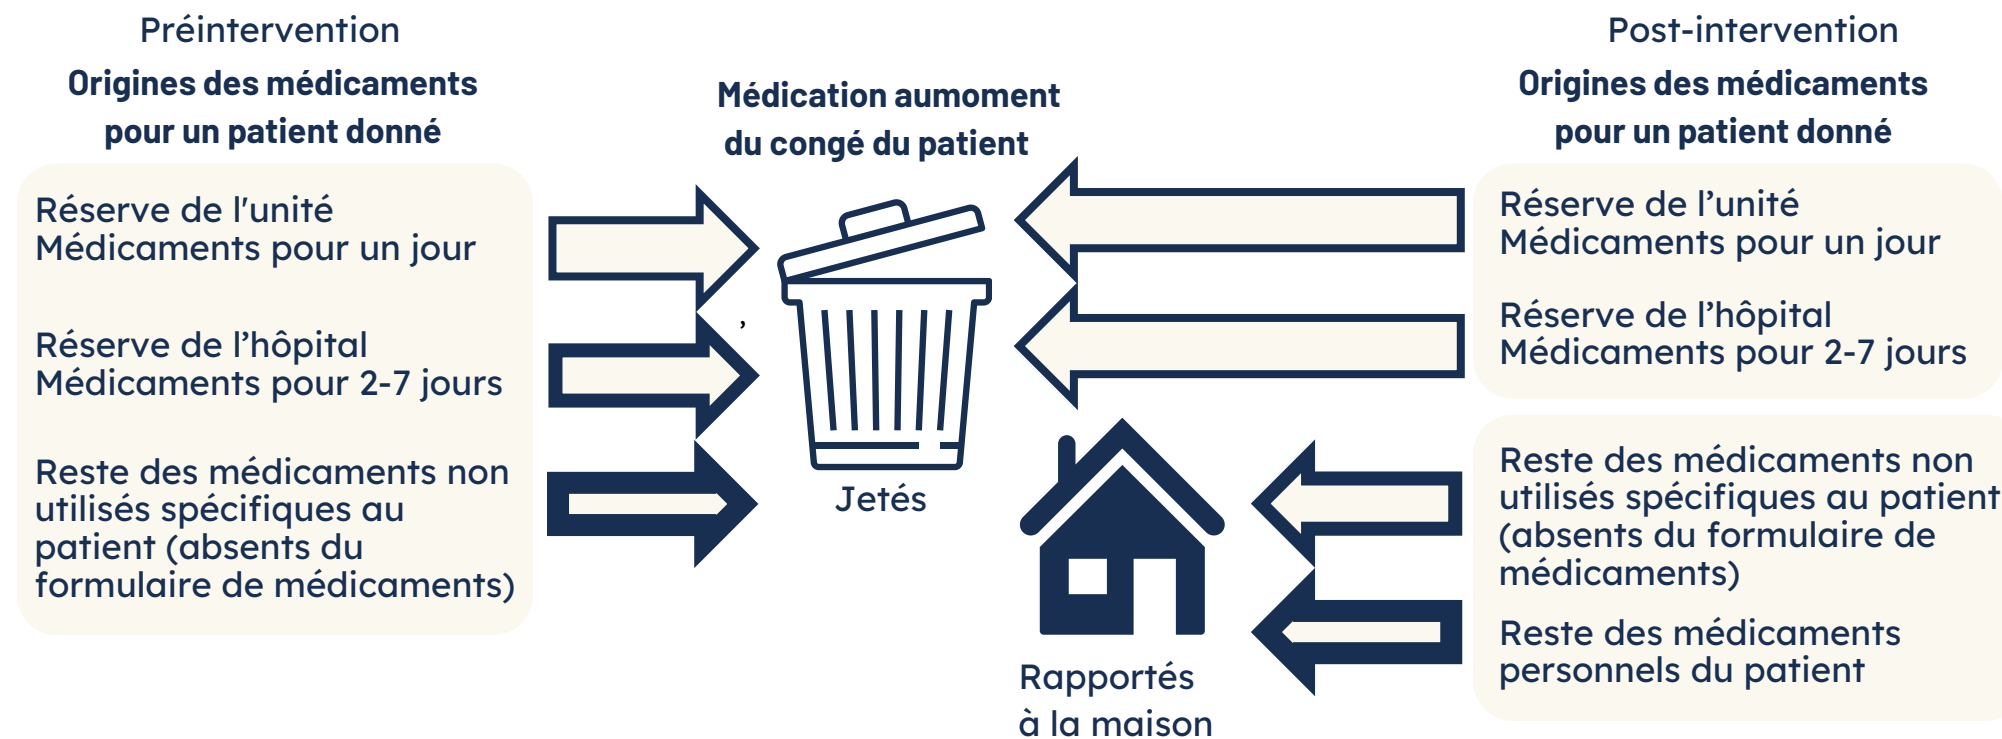 Préintervention
Origines des médicaments
pour un patient donné
Réserve de l'unité
Médicaments pour un jour
Réserve de l’hôpital
Médicaments pour 2-7 jours
Reste des médicaments non
utilisés spécifiques au
patient (absents du
formulaire de médicaments)
Médication aumoment
du congé du patient
,
Jetés
Rapportés
à la maison
Post-intervention
Origines des médicaments
pour un patient donné
Réserve de l’unité
Médicaments pour un jour
Réserve de l’hôpital
Médicaments pour 2-7 jours
Reste des médicaments non
utilisés spécifiques au patient
(absents du formulaire de
médicaments)
Reste des médicaments
personnels du patient